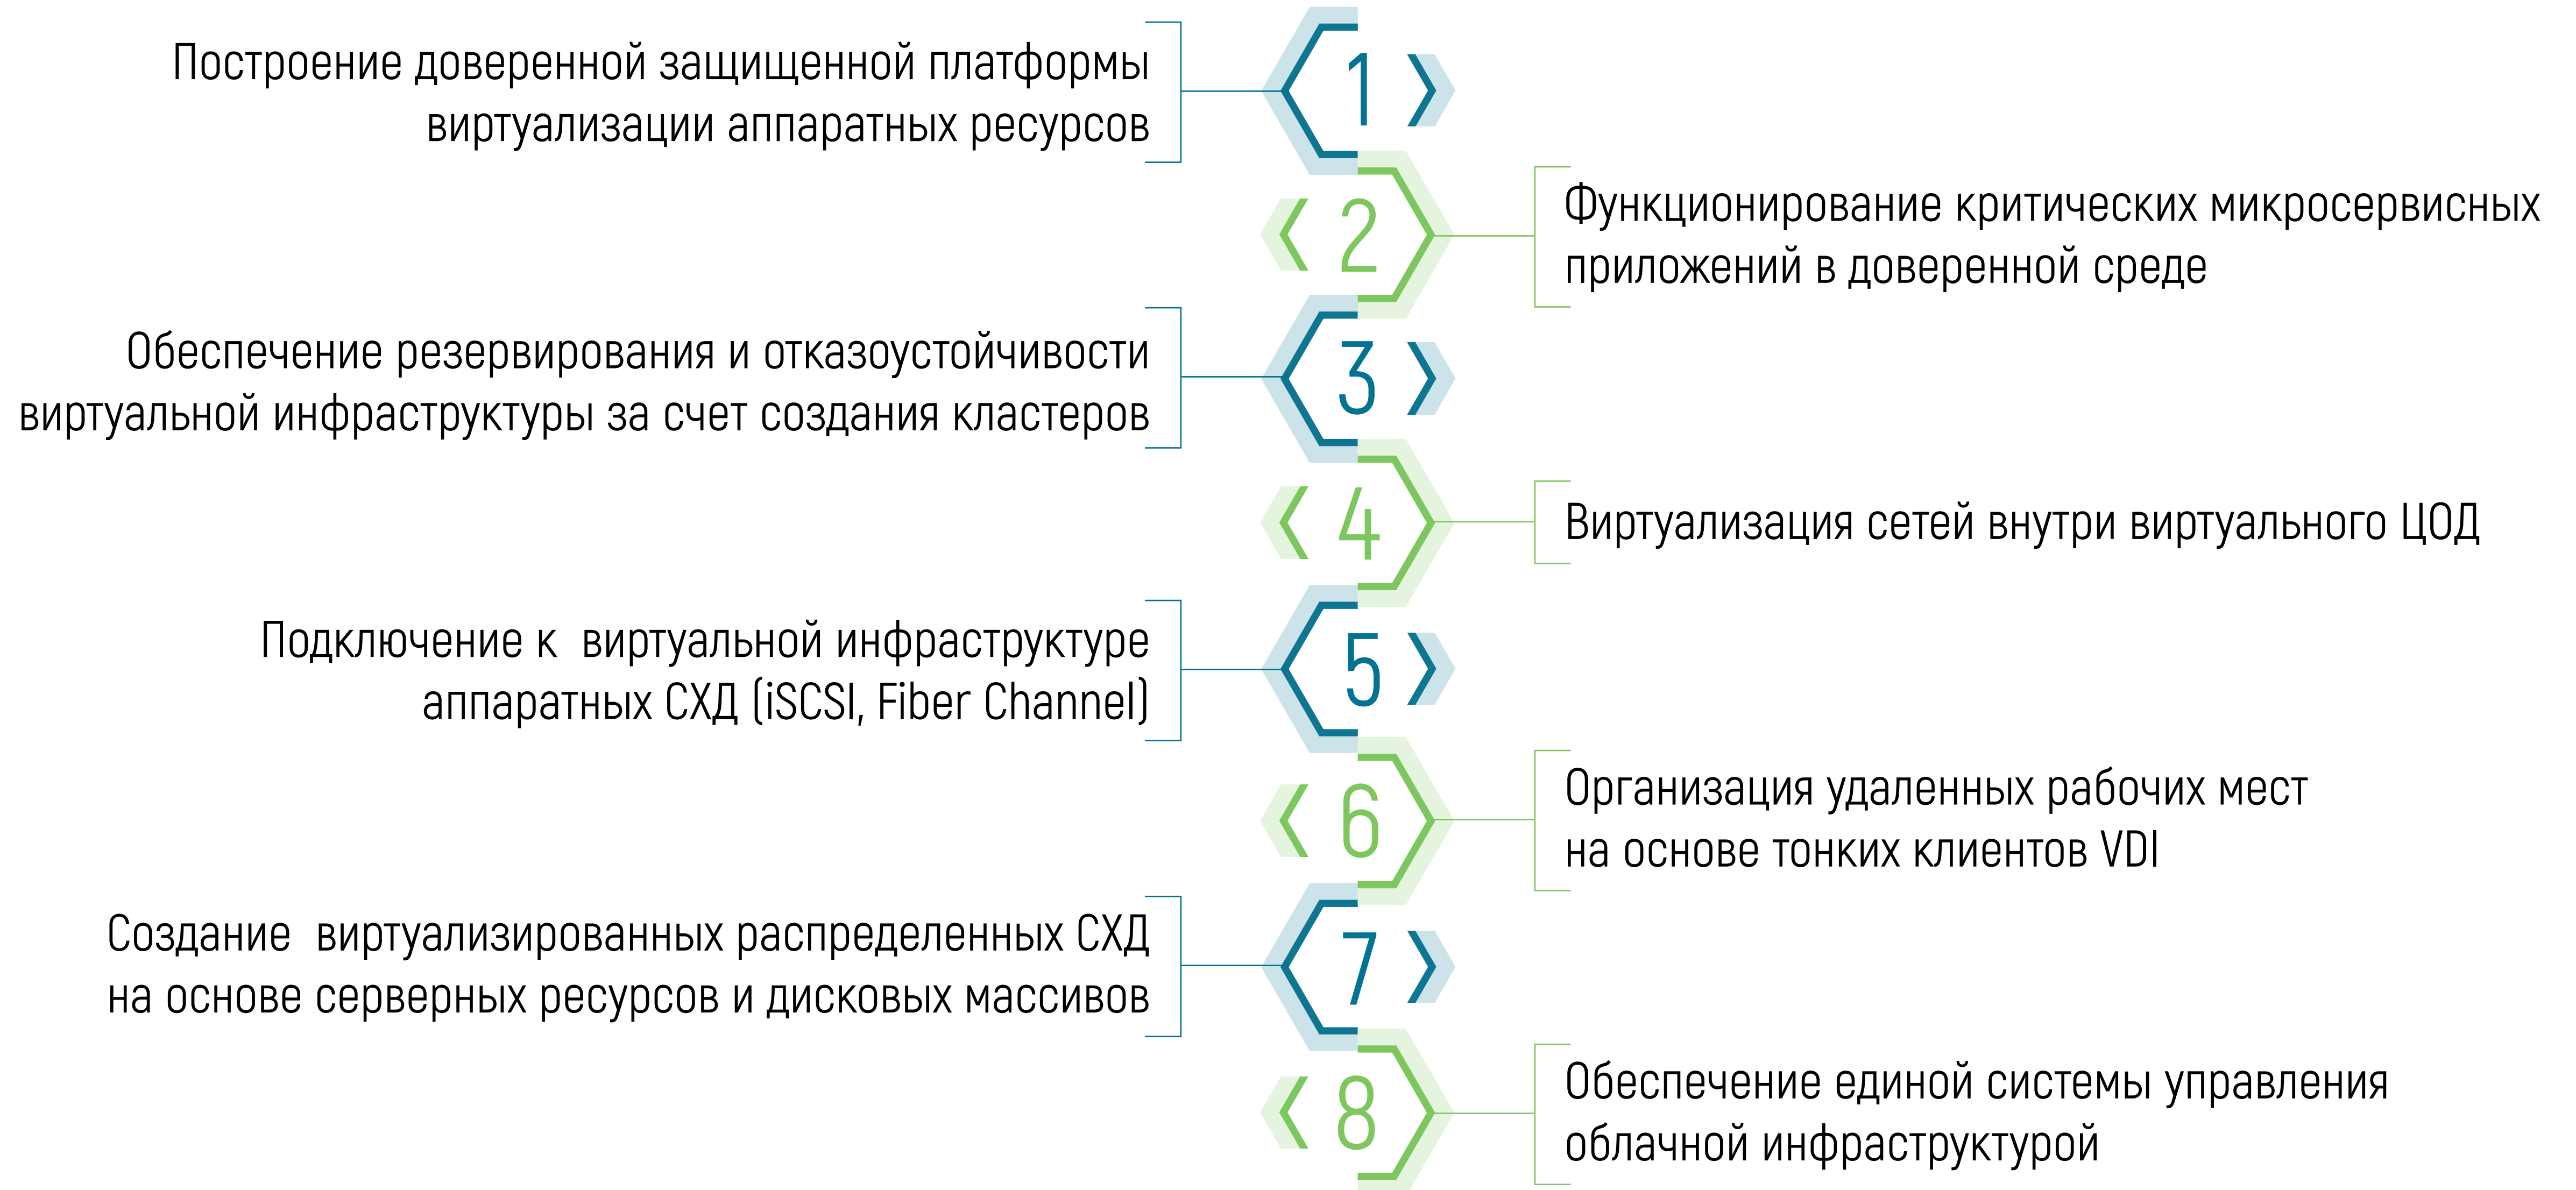 Построение доверенной защищенной платформы
виртуализации аппаратных ресурсов
1
2
Функционирование критических микросервисных
приложений в доверенной среде
Обеспечение резервирования и отказоустойчивости
виртуальной инфраструктуры за счет создания кластеров
3
4
Виртуализация сетей внутри виртуального ЦОД
Подключение к  виртуальной инфраструктуре
аппаратных СХД (iSCSI, Fiber Channel)
5
6
Организация удаленных рабочих мест
на основе тонких клиентов VDI
Создание  виртуализированных распределенных СХД
на основе серверных ресурсов и дисковых массивов
7
8
Обеспечение единой системы управления
облачной инфраструктурой